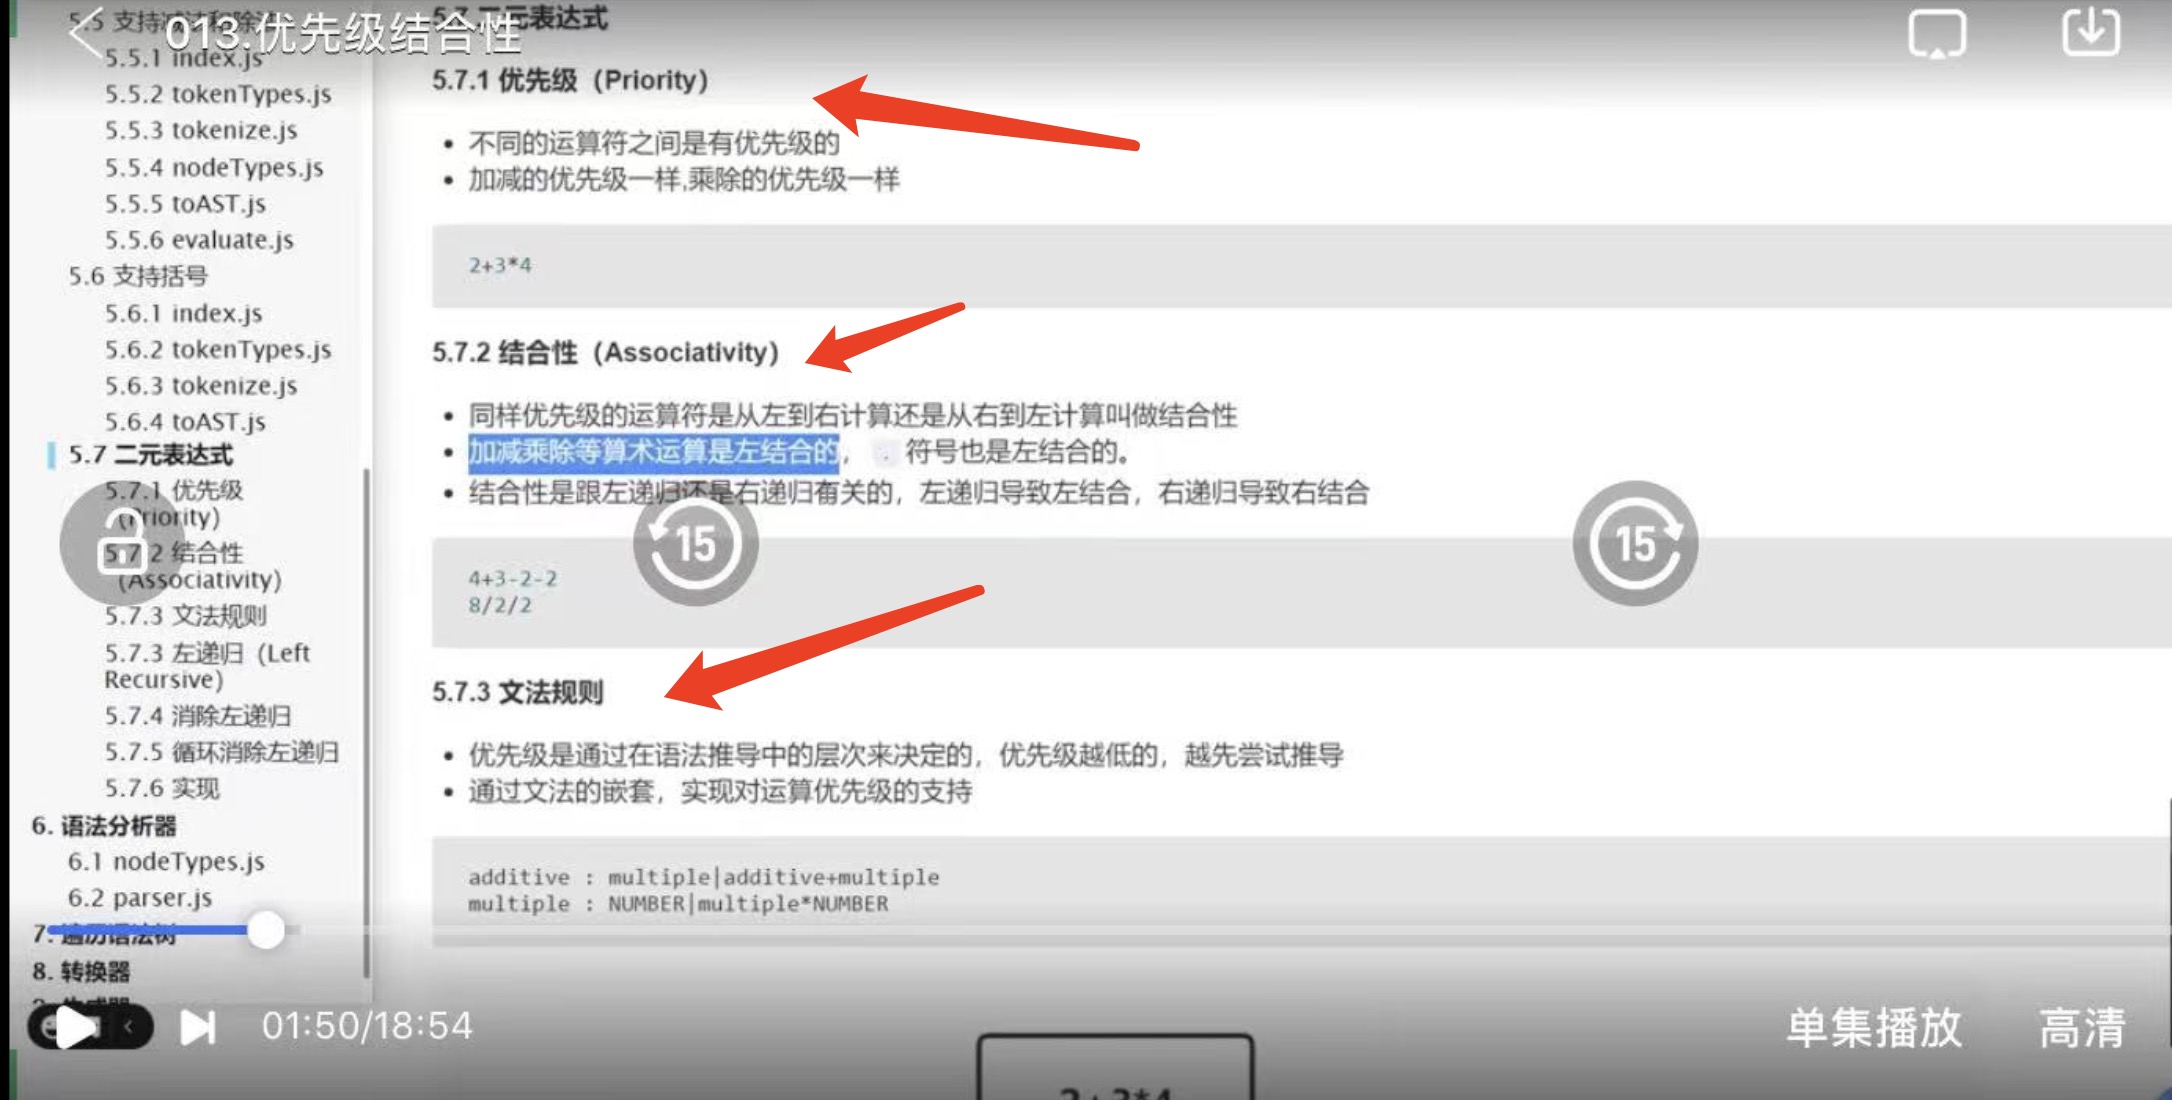 013.优先级结合性
5.5 支持减法和除法
5.5.1 index.js
5.5.2 tokenTypes.js
5.5.3 tokenize.js
5.5.4 nodeTypes.js
5.5.5 toAST.js
5.5.6 evaluate.js
5.6 支持括号
5.6.1 index.js
5.6.2 tokenTypes.js
5.6.3 tokenize.js
5.6.4 toAST.js
5.7 二元表达式
5.7.1 优先级
(Priority)
5.7.2 结合性
(Associativity)
5.7.3 文法规则
5.7.3 左递归（Left
Recursive)
5.7.4 消除左递归
5.7.5 循环消除左递归
5.7.6 实现
6. 语法分析器
6.1 nodeTypes.js
6.2 parser.js
7. 遍历语法树
8. 转换器
5.7 二元表达式
5.7.1 优先级（Priority）
• 不同的运算符之间是有优先级的
• 加减的优先级一样,乘除的优先级一样
2+3*4
5.7.2 结合性（Associativity）
• 同样优先级的运算符是从左到右计算还是从右到左计算叫做结合性
• 加减乘除等算术运算是左结合的， . 符号也是左结合的。
• 结合性是跟左递归还是右递归有关的，左递归导致左结合，右递归导致右结合
4+3-2-2
8/2/2
5.7.3 文法规则
• 优先级是通过在语法推导中的层次来决定的，优先级越低的，越先尝试推导
• 通过文法的嵌套，实现对运算优先级的支持
additive : multiple|additive+multiple
multiple : NUMBER|multiple*NUMBER
15
15
2+3*4
01:50/18:54
单集播放
高清